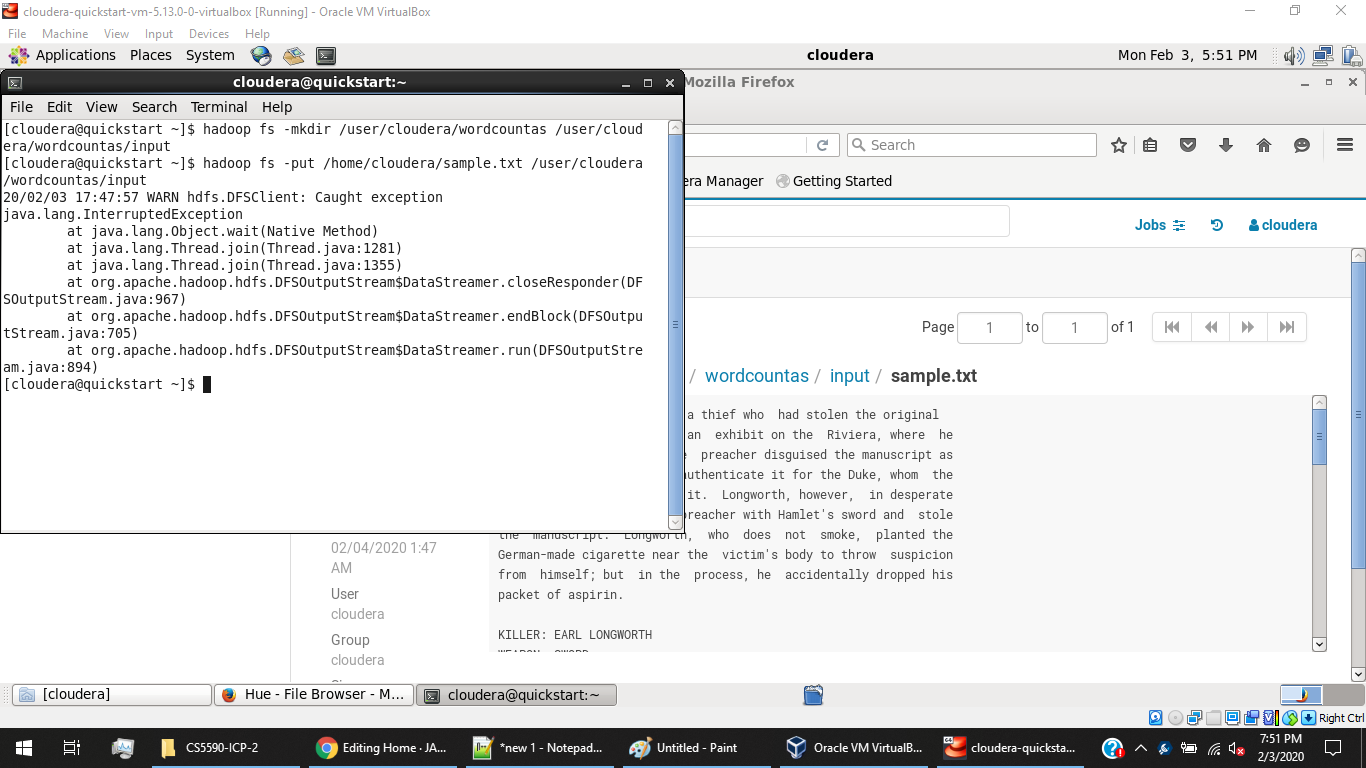 cloudera-quickstart-vm-5.13.0-0-virtualbox [Running] - Oracle VM VirtualBox
File Machine View Input Devices Help
Applications Places System cloudera Mon Feb 3, 5:51 PM
cloudera@quickstart:~
Mozilla Firefox
File Edit View Search Terminal Help
[cloudera@quickstart ~]$ hadoop fs -mkdir /user/cloudera/wordcountas /user/cloud
era/wordcountas/input
[cloudera@quickstart ~]$ hadoop fs -put /home/cloudera/sample.txt /user/cloudera
/wordcountas/input
20/02/03 17:47:57 WARN hdfs.DFSClient: Caught exception
java.lang.InterruptedException
at java.lang.Object.wait(Native Method)
at java.lang.Thread.join(Thread.java:1281)
at java.lang.Thread.join(Thread.java:1355)
at org.apache.hadoop.hdfs.DFSOutputStream$DataStreamer.closeResponder(DF
SOutputStream.java:967)
at org.apache.hadoop.hdfs.DFSOutputStream$DataStreamer.endBlock(DFSOutpu
tStream.java:705)
at org.apache.hadoop.hdfs.DFSOutputStream$DataStreamer.run(DFSOutputStre
am.java:894)
[cloudera@quickstart ~]$
Search
era Manager Getting Started
Jobs cloudera
Page 1 to 1 of 1
/ wordcountas / input / sample.txt
a thief who had stolen the original
an exhibit on the Riviera, where he
preacher disguised the manuscript as
authenticate it for the Duke, whom the
it. Longworth, however, in desperate
preacher with Hamlet's sword and stole
the manuscript. Longworth, who does not smoke, planted the
German-made cigarette near the victim's body to throw suspicion
from himself; but in the process, he accidentally dropped his
packet of aspirin.
KILLER: EARL LONGWORTH
02/04/2020 1:47
AM
User
cloudera
Group
cloudera
[cloudera] Hue - File Browser - M... cloudera@quickstart:~
Right Ctrl
CS5590-ICP-2 Editing Home · JA... *new 1 - Notepad... Untitled - Paint Oracle VM VirtualB... cloudera-quicksta... 7:51 PM
2/3/2020